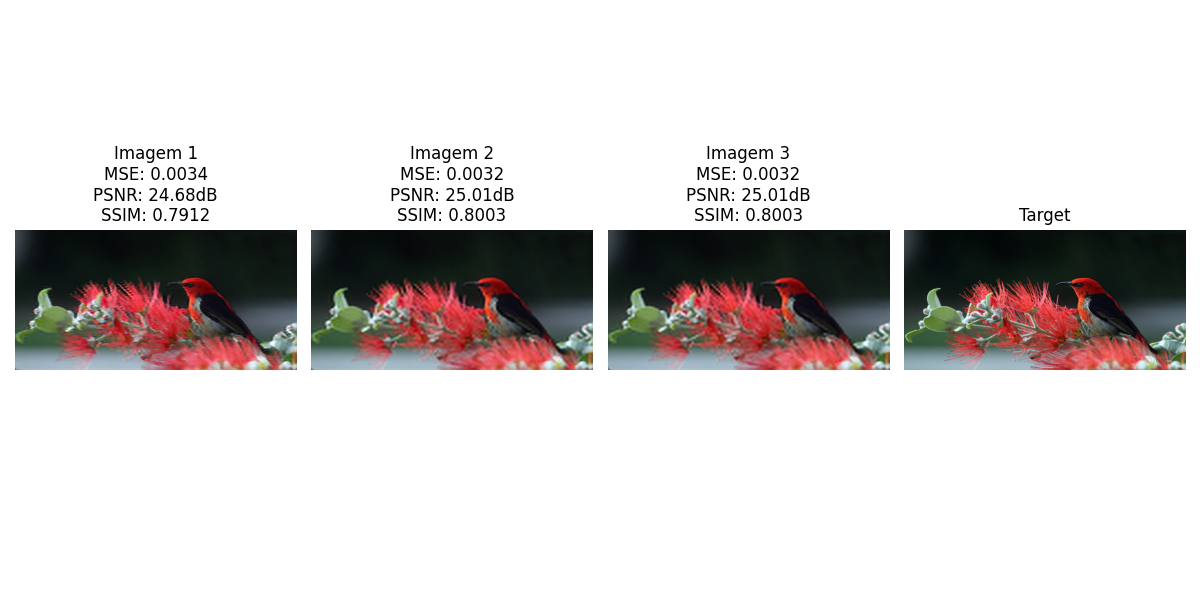 Imagem 1
MSE: 0.0034
PSNR: 24.68dB
SSIM: 0.7912
Imagem 2
MSE: 0.0032
PSNR: 25.01dB
SSIM: 0.8003
Imagem 3
MSE: 0.0032
PSNR: 25.01dB
SSIM: 0.8003
Target